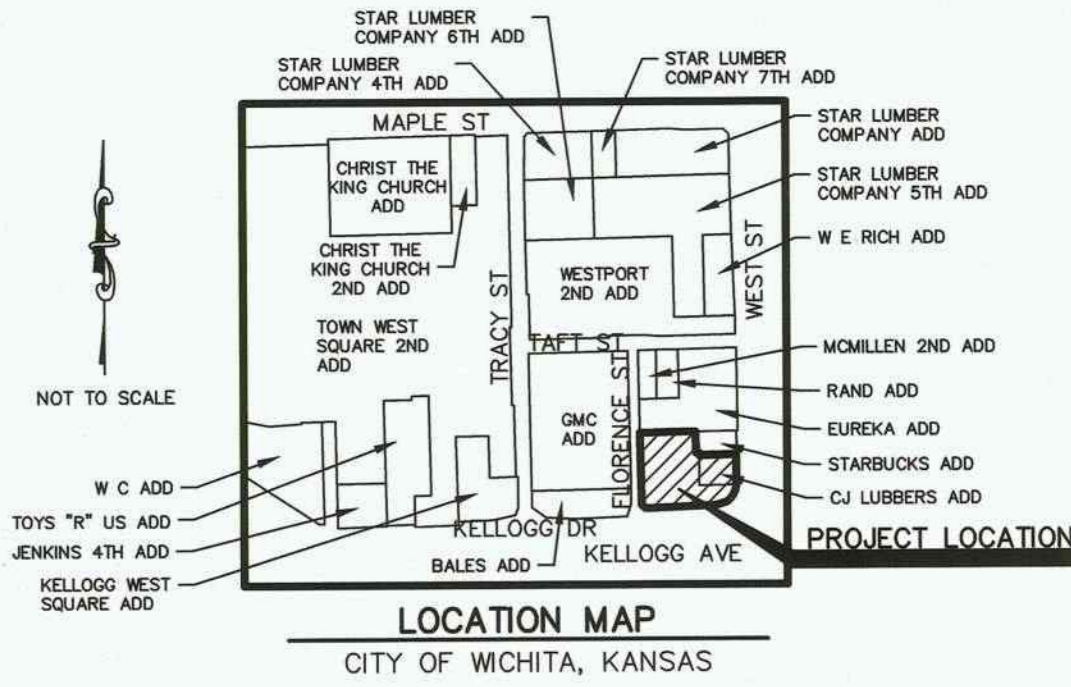 STAR LUMBER
COMPANY 6TH ADD
STAR LUMBER
COMPANY 4TH ADD
STAR LUMBER
COMPANY 7TH ADD
STAR LUMBER
COMPANY ADD
STAR LUMBER
COMPANY 5TH ADD
W E RICH ADD
MAPLE ST
CHRIST THE
KING CHURCH
ADD
CHRIST THE
KING CHURCH
2ND ADD
TOWN WEST
SQUARE 2ND
ADD
TRACY ST
WESTPORT
2ND ADD
WEST ST
TAFT ST
FLORENCE ST
GMC
ADD
MCMILLEN 2ND ADD
RAND ADD
EUREKA ADD
STARBUCKS ADD
CJ LUBBERS ADD
NOT TO SCALE
W C ADD
TOYS "R" US ADD
JENKINS 4TH ADD
KELLOGG WEST
SQUARE ADD
KELLOGG DR
BALES ADD
KELLOGG AVE
PROJECT LOCATION
LOCATION MAP
CITY OF WICHITA, KANSAS